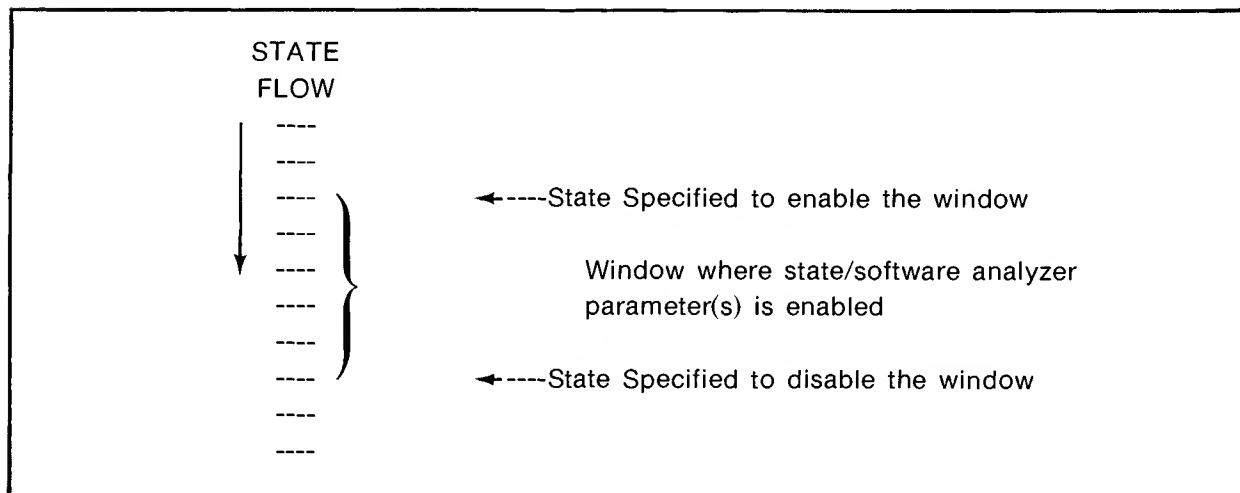 STATE
FLOW
----
----
---- ◄----State Specified to enable the window
----
---- Window where state/software analyzer
---- parameter(s) is enabled
----
---- ◄----State Specified to disable the window
----
----